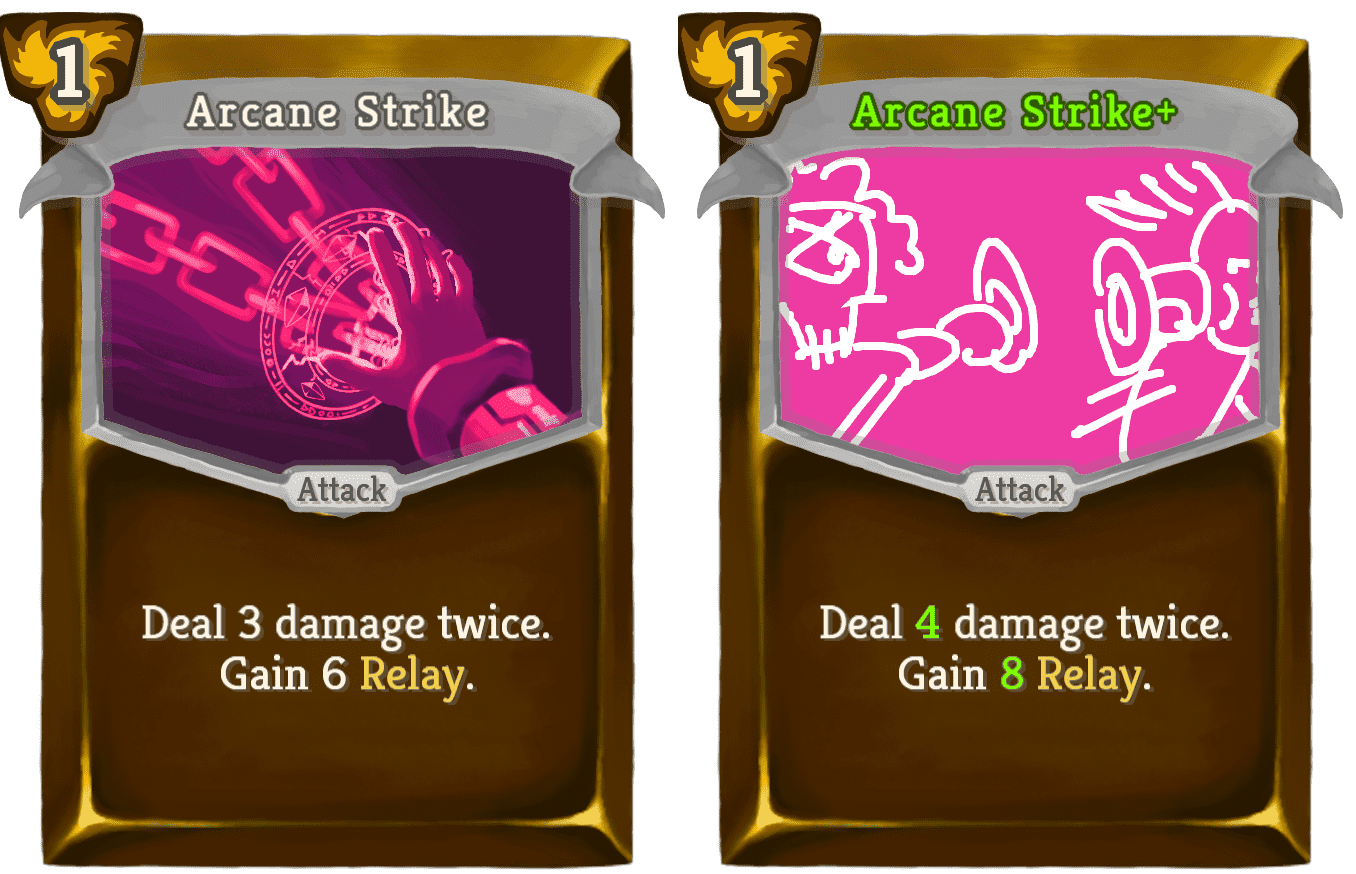 1
Arcane Strike
Attack
Deal 3 damage twice.
Gain 6 Relay.
1
Arcane Strike+
Attack
Deal 4 damage twice.
Gain 8 Relay.